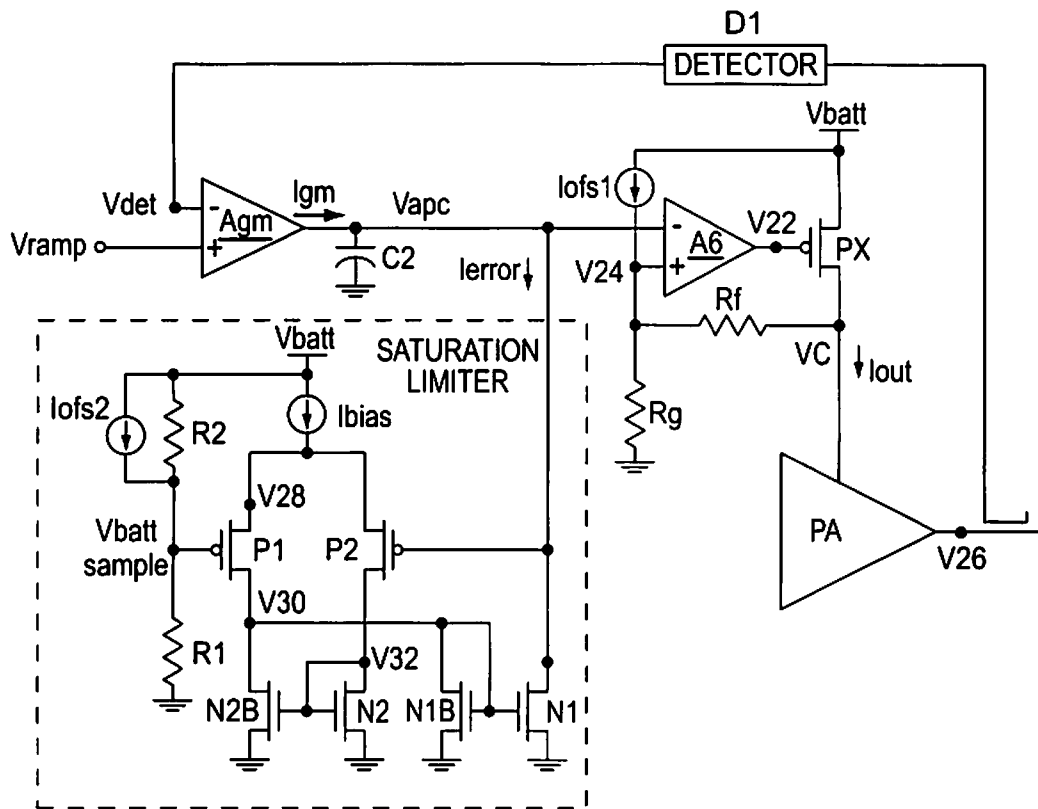 D1
DETECTOR
Vbatt
Iofs1
Vdet
-
Agm
+
Igm
Vramp
Vapc
C2
Ierror
-
A6
+
V22
V24
PX
Rf
VC
Iout
Rg
SATURATION
LIMITER
Vbatt
Iofs2
R2
Ibias
V28
Vbatt
sample
P1
P2
PA
V26
V30
R1
V32
N2B
N2
N1B
N1